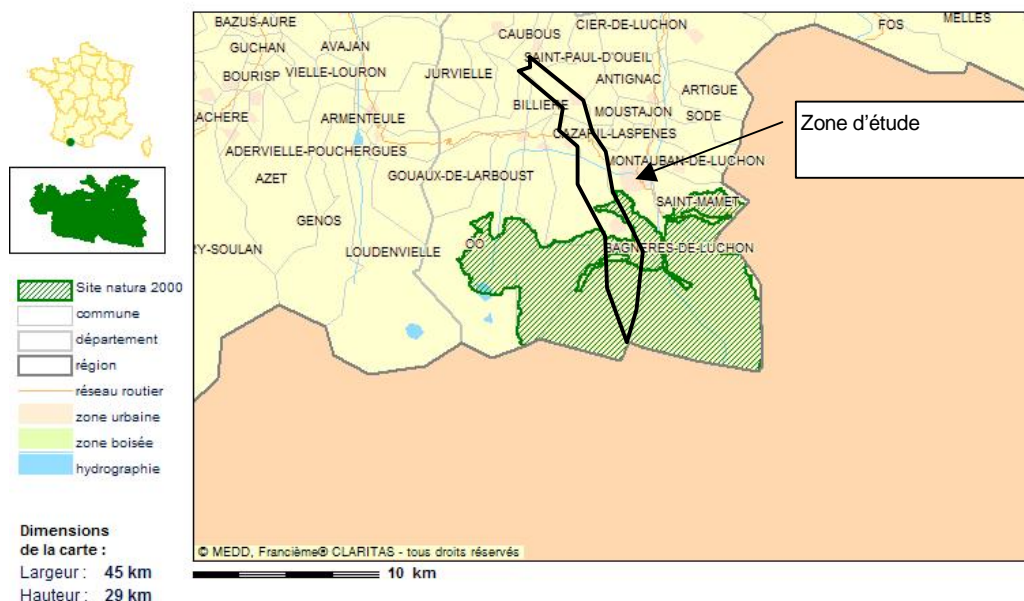 BAZUS-AURE
GUCHAN
AVAJAN
BOURISP
VIELLE-LOURON
JURVIELLE
CAUBOUS
CIER-DE-LUCHON
SAINT-PAUL-D'OUEIL
ANTIGNAC
ARTIGUE
FOS
MELLES
ACHERE
ARMENTEULE
BILLIERE
MOUSTAJON
SODE
CAZARIL-LASPENES
ADERVIELLE-POUCHERGUES
AZET
GOUAUX-DE-LARBOUST
MONTAUBAN-DE-LUCHON
SAINT-MAMET
GENOS
RY-SOULAN
LOUDENVIELLE
OO
BAGNERES-DE-LUCHON
Zone d'étude
Site natura 2000
commune
département
région
réseau routier
zone urbaine
zone boisée
hydrographie
Dimensions
de la carte :
Largeur : 45 km
Hauteur : 29 km
© MEDD, Francième® CLARITAS - tous droits réservés
10 km